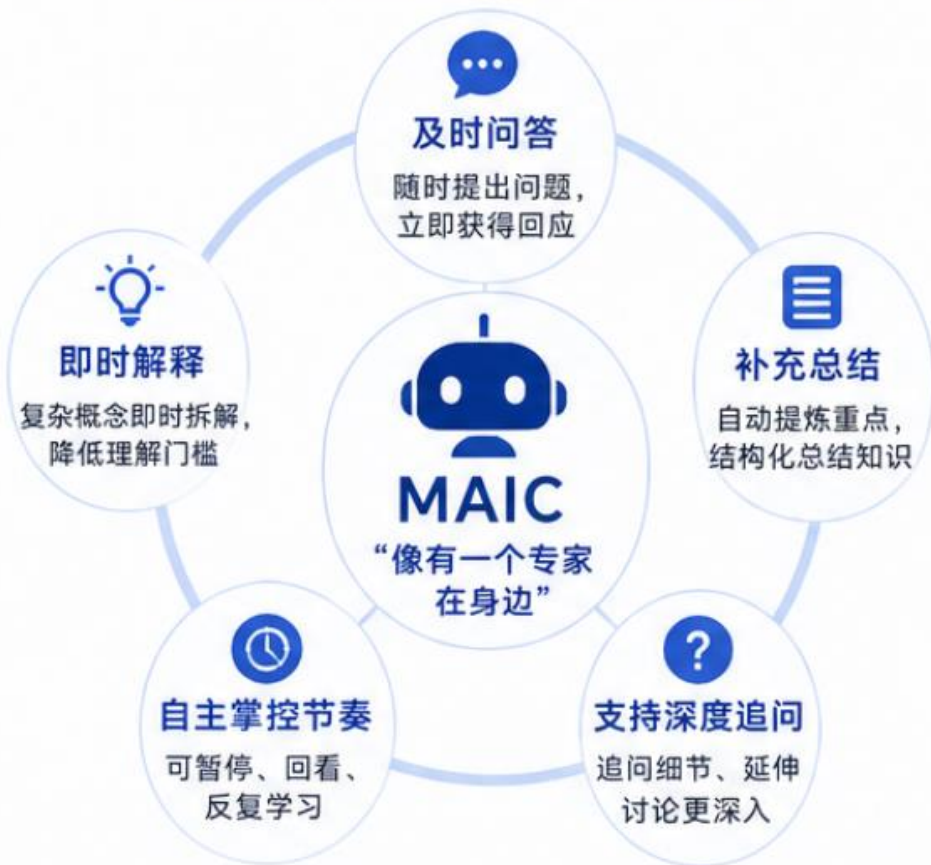 及时问答
随时提出问题，
立即获得回应
即时解释
复杂概念即时拆解，
降低理解门槛
补充总结
自动提炼重点，
结构化总结知识
MAIC
“像有一个专家
在身边”
自主掌控节奏
可暂停、回看、
反复学习
?
支持深度追问
追问细节、延伸
讨论更深入